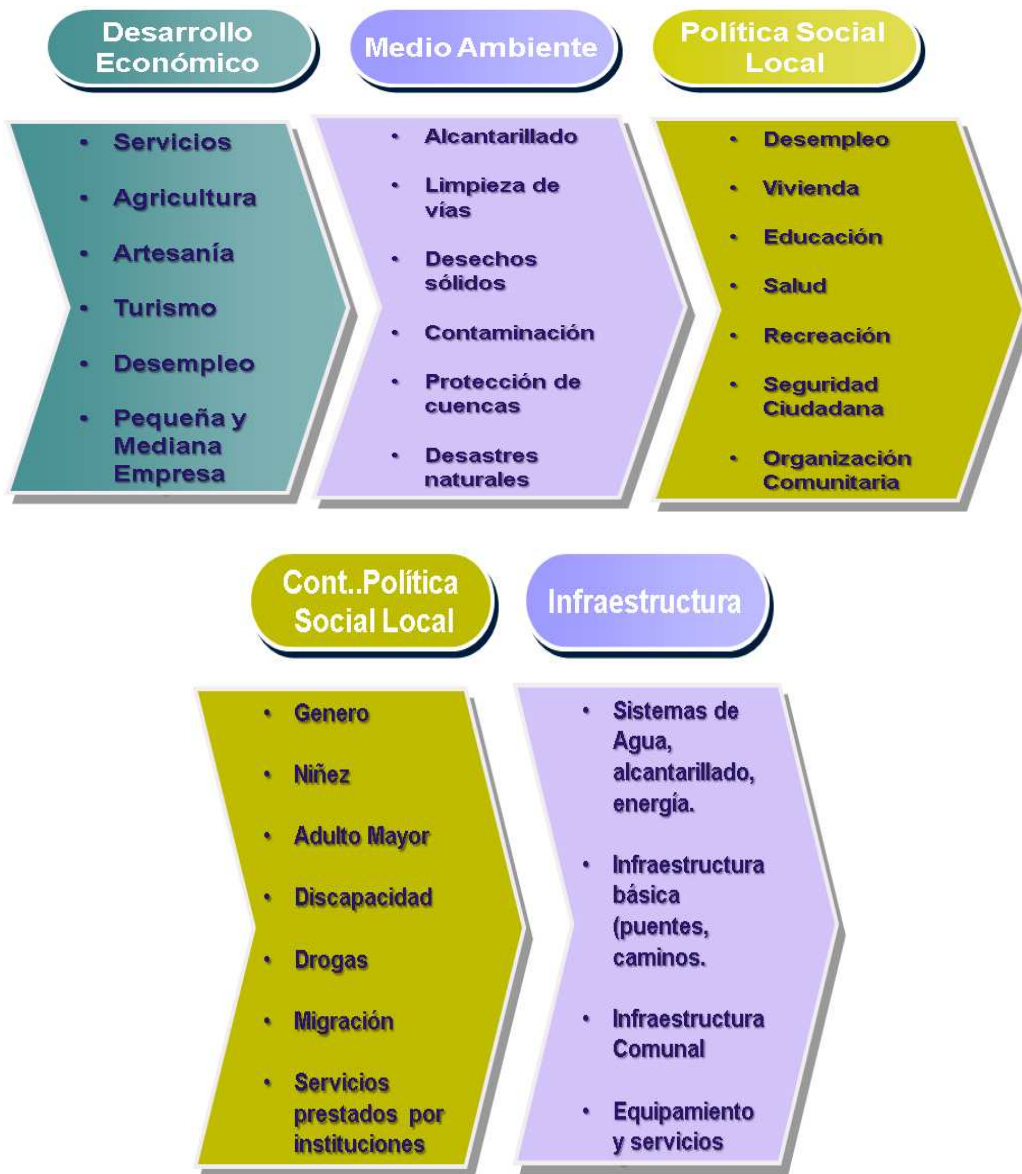 Desarrollo
Económico
• Servicios
• Agricultura
• Artesanía
• Turismo
• Desempleo
• Pequeña y
Mediana
Empresa
Medio Ambiente
• Alcantarillado
• Limpieza de
vías
• Desechos
sólidos
• Contaminación
• Protección de
cuencas
• Desastres
naturales
Política Social
Local
• Desempleo
• Vivienda
• Educación
• Salud
• Recreación
• Seguridad
Ciudadana
• Organización
Comunitaria
Cont..Política
Social Local
• Genero
• Niñez
• Adulto Mayor
• Discapacidad
• Drogas
• Migración
• Servicios
prestados por
instituciones
Infraestructura
• Sistemas de
Agua,
alcantarillado,
energía.
• Infraestructura
básica
(puentes,
caminos.
• Infraestructura
Comunal
• Equipamiento
y servicios